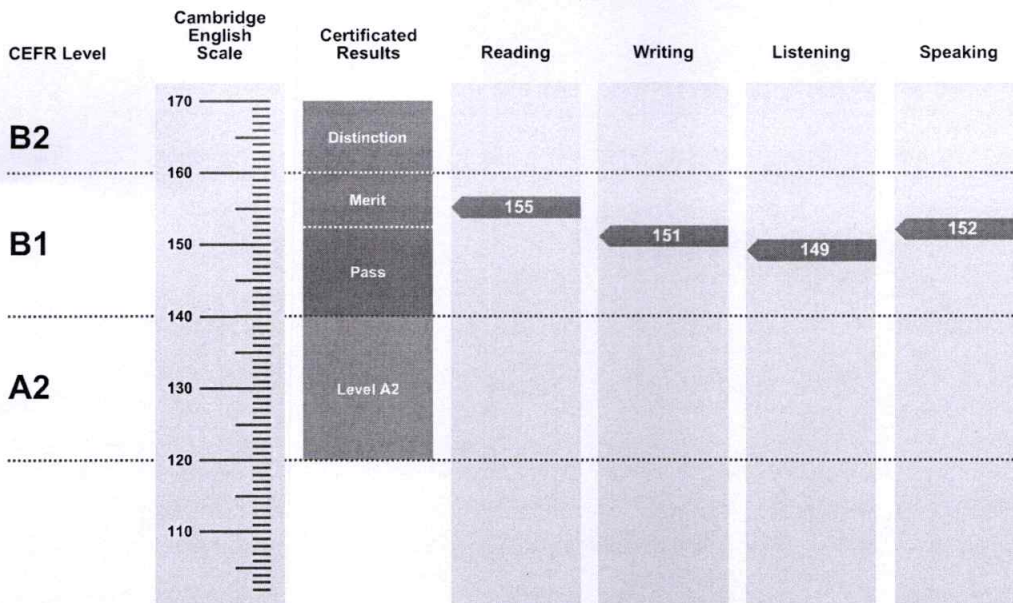 CEFR Level
Cambridge
English
Scale
Certificated
Results
Reading
Writing
Listening
Speaking
170
B2
Distinction
160
Merit
155
B1
150
151
149
152
Pass
140
A2
130
Level A2
120
110